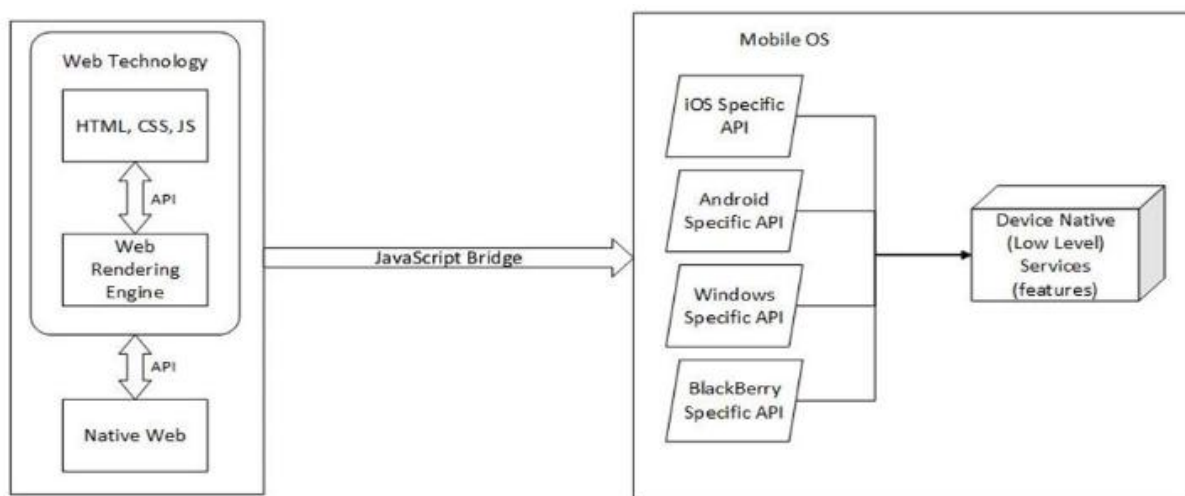 Web Technology
HTML, CSS, JS
API
Web
Rendering
Engine
API
Native Web
JavaScript Bridge
Mobile OS
iOS Specific
API
Android
Specific API
Windows
Specific API
BlackBerry
Specific API
Device Native
(Low Level)
Services
(features)